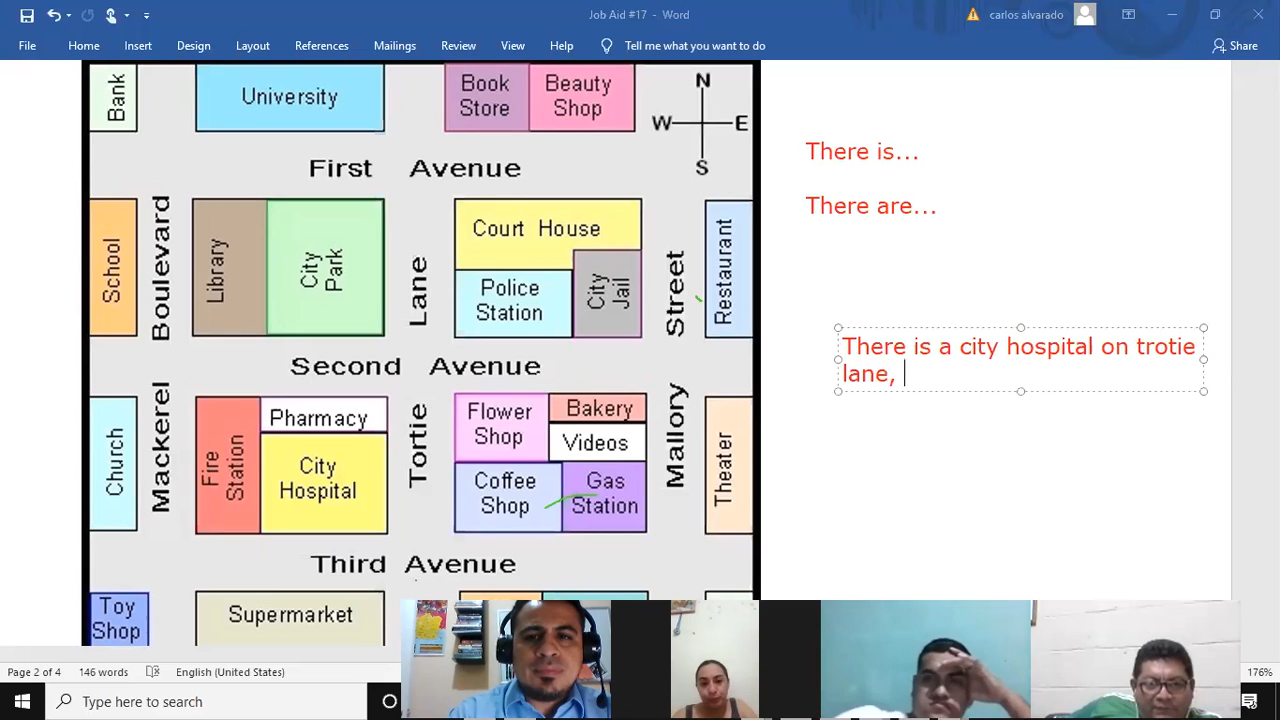 Job Aid #17 - Word
carlos alvarado
File Home Insert Design Layout References Mailings Review View Help Tell me what you want to do Share
Bank
University
Book
Store
Beauty
Shop
N
W E
S
First Avenue
There is...
There are...
School
Boulevard
Library
City
Park
Lane
Court House
Police
Station
City
Jail
Street
Restaurant
Second Avenue
There is a city hospital on trotie
lane,
Church
Mackerel
Fire
Station
Pharmacy
City
Hospital
Tortie
Flower
Shop
Bakery
Videos
Coffee
Shop
Gas
Station
Mallory
Theater
Third Avenue
Toy
Shop
Supermarket
Page 2 of 4 146 words English (United States) 176%
Type here to search